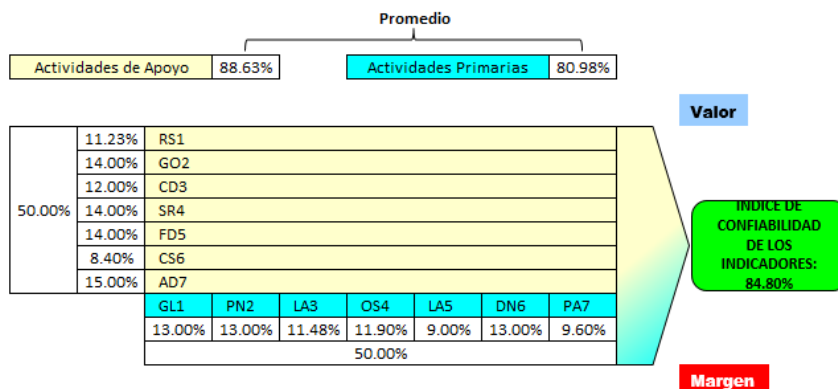 Promedio
Actividades de Apoyo 88.63% Actividades Primarias 80.98%
Valor
11.23% RS1
14.00% GO2
12.00% CD3
50.00% 14.00% SR4
14.00% FD5
8.40% CS6
15.00% AD7
INDICE DE
CONFIABILIDAD
DE LOS
INDICADORES:
84.80%
GL1 PN2 LA3 OS4 LA5 DN6 PA7
13.00% 13.00% 11.48% 11.90% 9.00% 13.00% 9.60%
50.00%
Margen